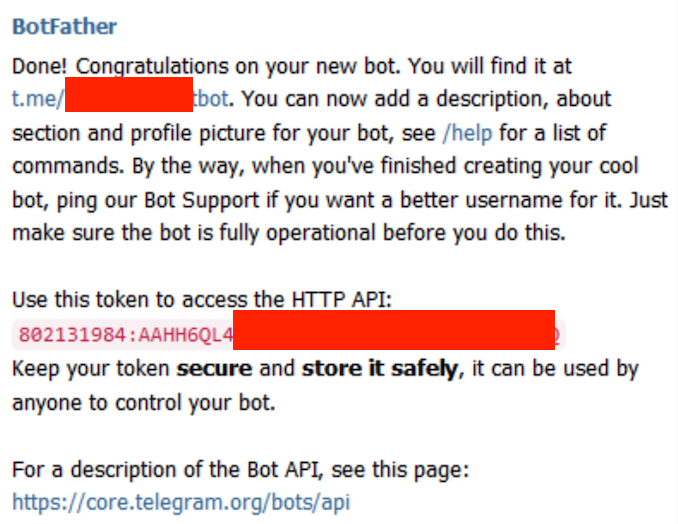 BotFather
Done! Congratulations on your new bot. You will find it at
t.me/ tbot. You can now add a description, about
section and profile picture for your bot, see /help for a list of
commands. By the way, when you've finished creating your cool
bot, ping our Bot Support if you want a better username for it. Just
make sure the bot is fully operational before you do this.
Use this token to access the HTTP API:
802131984:AAHH6QL4
Keep your token secure and store it safely, it can be used by
anyone to control your bot.
For a description of the Bot API, see this page:
https://core.telegram.org/bots/api